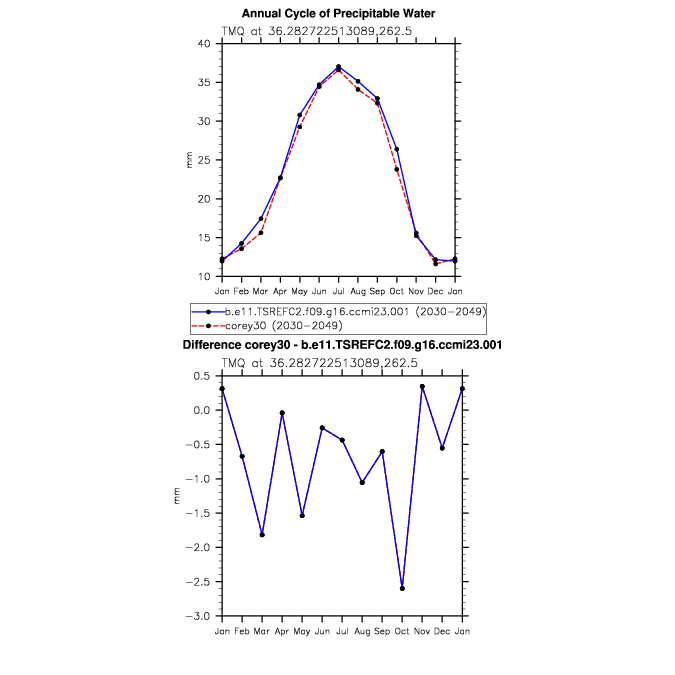 Annual Cycle of Precipitable Water
TMQ at 36.282722513089,262.5
40
35
30
25
20
15
10
mm
Jan Feb Mar Apr May Jun Jul Aug Sep Oct Nov Dec Jan
b.e11.TSREFC2.f09.g16.ccmi23.001 (2030-2049)
corey30 (2030-2049)
Difference corey30 - b.e11.TSREFC2.f09.g16.ccmi23.001
TMQ at 36.282722513089,262.5
0.5
0.0
-0.5
-1.0
-1.5
-2.0
-2.5
-3.0
mm
Jan Feb Mar Apr May Jun Jul Aug Sep Oct Nov Dec Jan